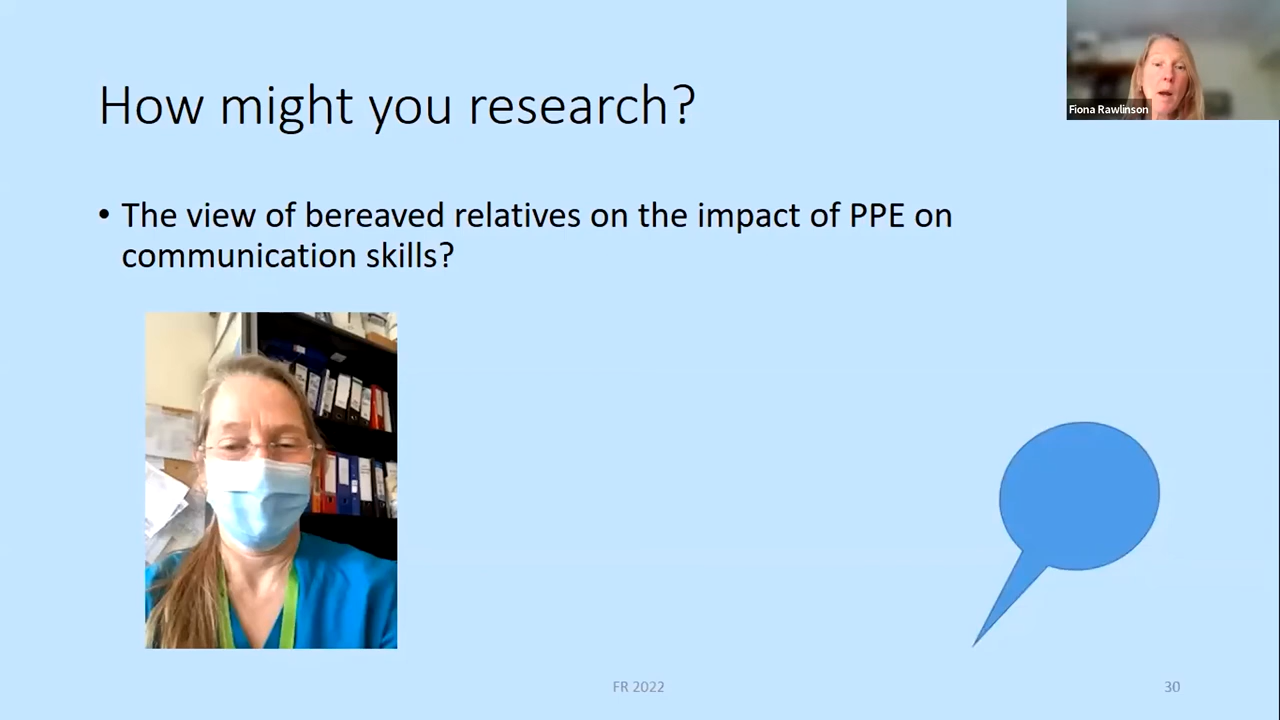 Fiona Rawlinson
How might you research?
• The view of bereaved relatives on the impact of PPE on
communication skills?
FR 2022
30